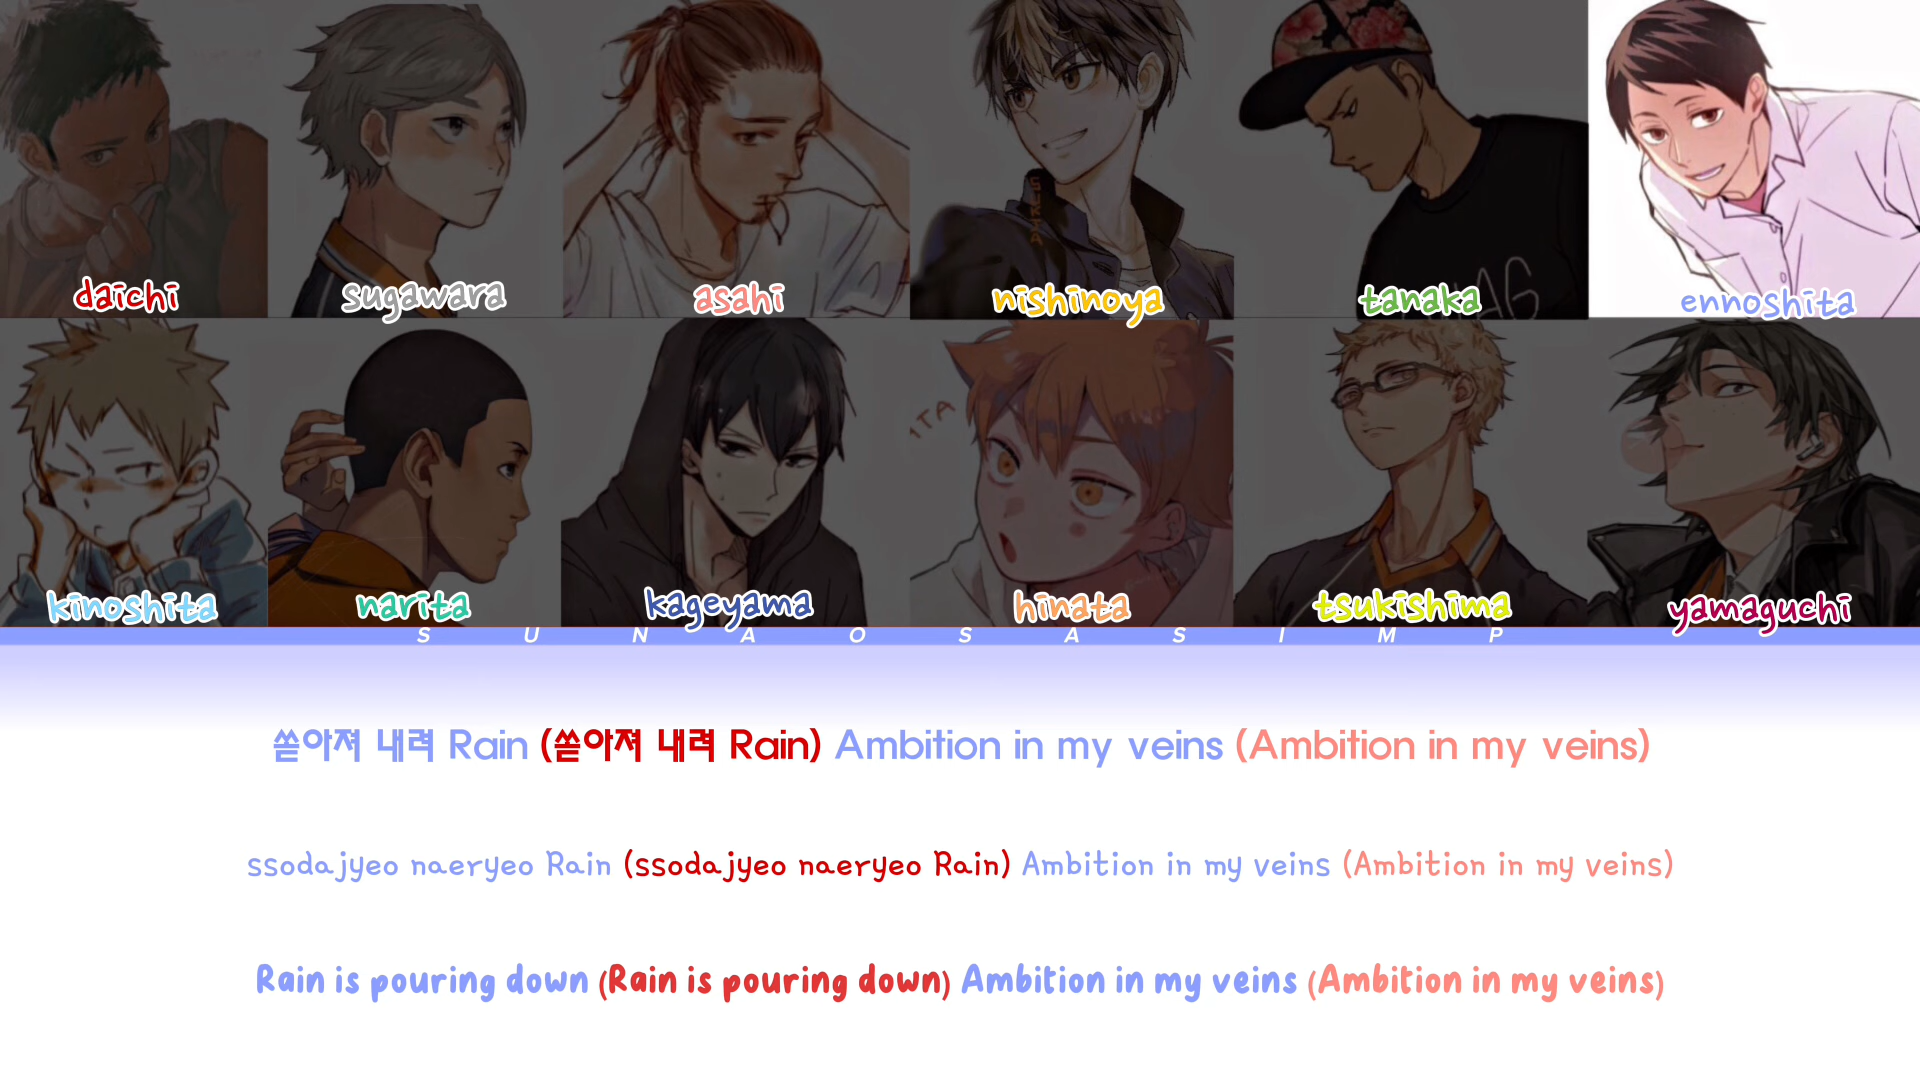 SUKIA
AG
daichi
sugawara
asahi
nishinoya
tanaka
ennoshita
ITA
kinoshita
narita
kageyama
hinata
tsukishima
yamaguchi
S U N A O S A S I M P
쏟아져 내려 Rain (쏟아져 내려 Rain) Ambition in my veins (Ambition in my veins)
ssodajyeo naeryeo Rain (ssodajyeo naeryeo Rain) Ambition in my veins (Ambition in my veins)
Rain is pouring down (Rain is pouring down) Ambition in my veins (Ambition in my veins)